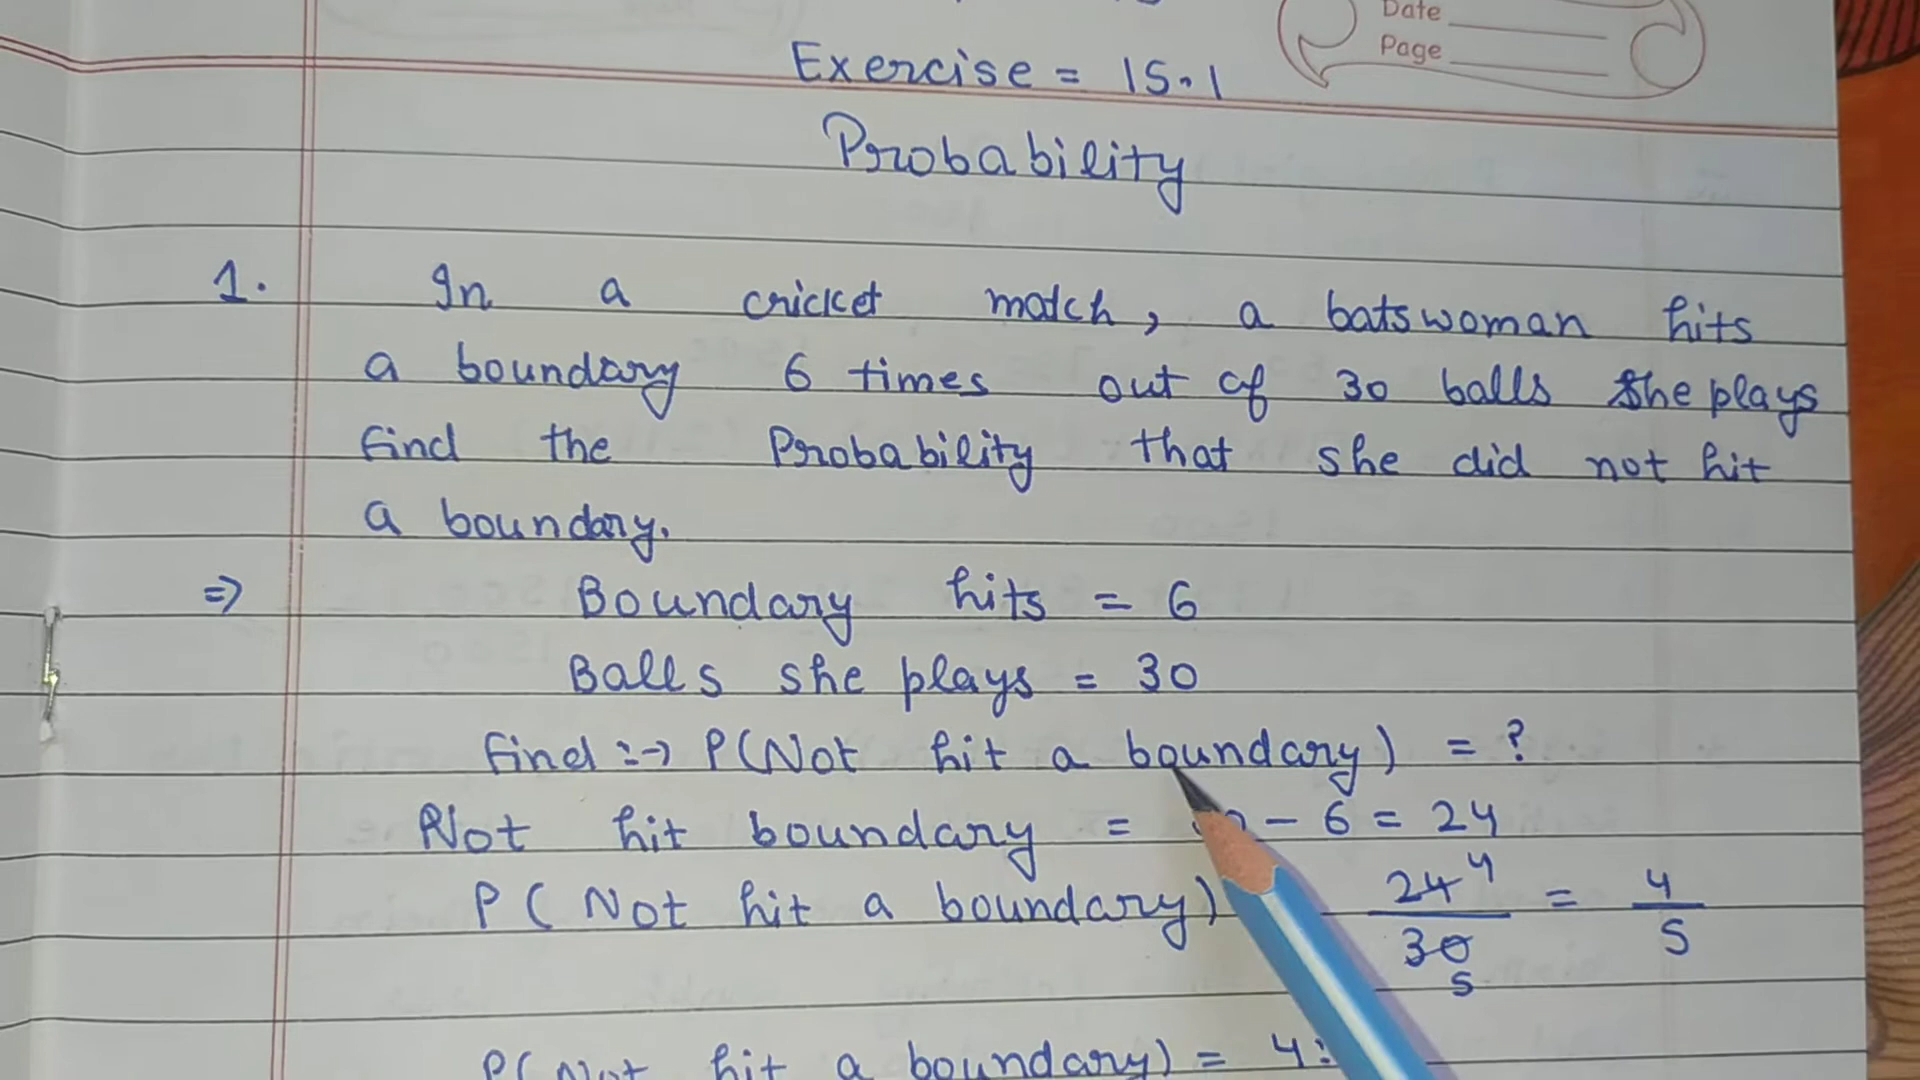 Date
Page
Exercise = 15.1
Probability
1. In a cricket match, a batswoman hits
a boundary 6 times out of 30 balls she plays
find the Probability that she did not hit
a boundary.
=> Boundary hits = 6
Balls she plays = 30
find :-> P(Not hit a boundary) = ?
Not hit boundary = - 6 = 24
P ( Not hit a boundary) 24 4 / 30 5 = 4/5
P( Not hit a boundary) = 4: